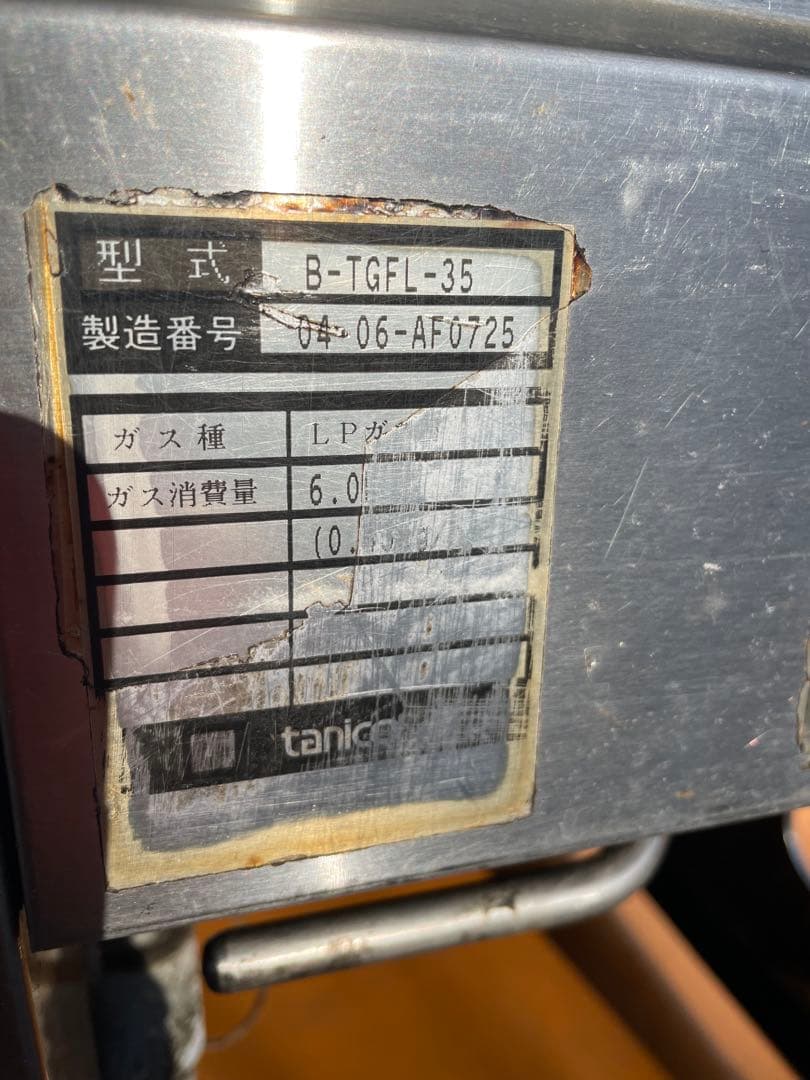 型式 B-TGFL-35
製造番号 04-06-AF0725
ガス種 LPガ
ガス消費量 6.0
(0.
tanico